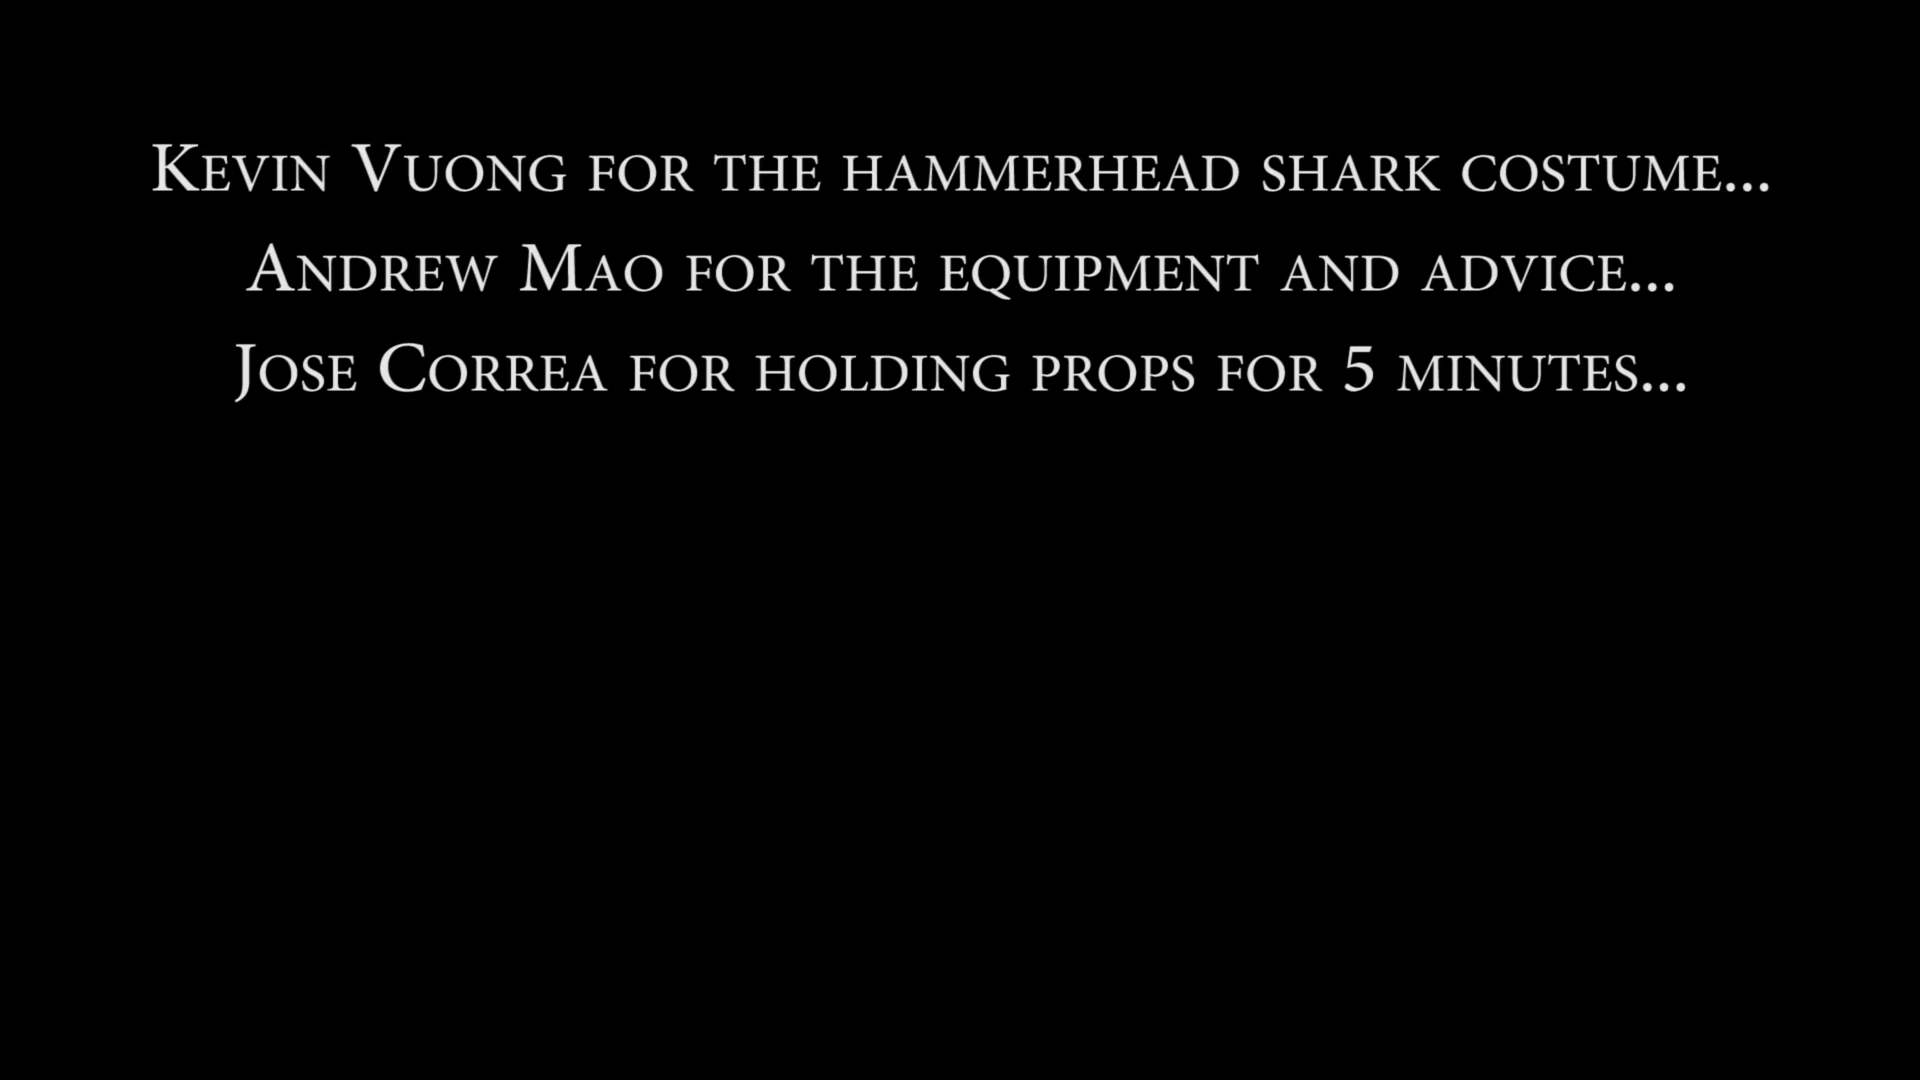 Kevin Vuong for the hammerhead shark costume...
Andrew Mao for the equipment and advice...
Jose Correa for holding props for 5 minutes...